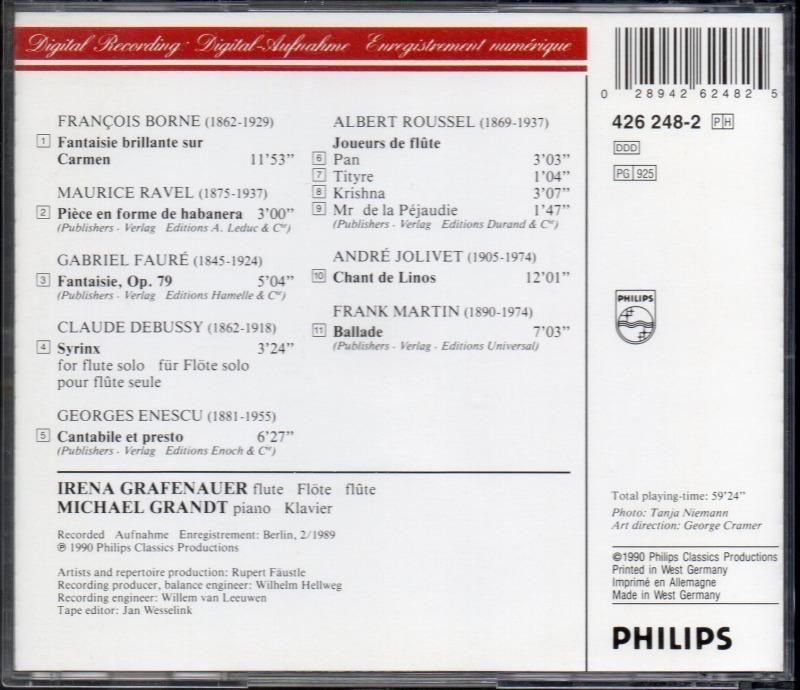 Digital Recording · Digital-Aufnahme Enregistrement numérique
FRANÇOIS BORNE (1862-1929)
1 Fantaisie brillante sur
Carmen 11'53”
MAURICE RAVEL (1875-1937)
2 Pièce en forme de habanera 3'00”
(Publishers - Verlag Editions A. Leduc & Cie)
GABRIEL FAURÉ (1845-1924)
3 Fantaisie, Op. 79 5'04”
(Publishers - Verlag Editions Hamelle & Cie)
CLAUDE DEBUSSY (1862-1918)
4 Syrinx 3'24”
for flute solo für Flöte solo
pour flûte seule
GEORGES ENESCU (1881-1955)
5 Cantabile et presto 6'27”
(Publishers - Verlag Editions Enoch & Cie)
ALBERT ROUSSEL (1869-1937)
Joueurs de flûte
6 Pan 3'03”
7 Tityre 1'04”
8 Krishna 3'07”
9 Mr de la Péjaudie 1'47”
(Publishers - Verlag Editions Durand & Cie)
ANDRÉ JOLIVET (1905-1974)
10 Chant de Linos 12'01”
FRANK MARTIN (1890-1974)
11 Ballade 7'03”
(Publishers - Verlag - Editions Universal)
IRENA GRAFENAUER flute Flöte flûte
MICHAEL GRANDT piano Klavier
Recorded Aufnahme Enregistrement: Berlin, 2/1989
℗ 1990 Philips Classics Productions
Artists and repertoire production: Rupert Fäustle
Recording producer, balance engineer: Wilhelm Hellweg
Recording engineer: Willem van Leeuwen
Tape editor: Jan Wesselink
0 28942 62482 5
426 248-2 PH
DDD
PG 925
PHILIPS
Total playing-time: 59'24”
Photo: Tanja Niemann
Art direction: George Cramer
©1990 Philips Classics Productions
Printed in West Germany
Imprimé en Allemagne
Made in West Germany
PHILIPS